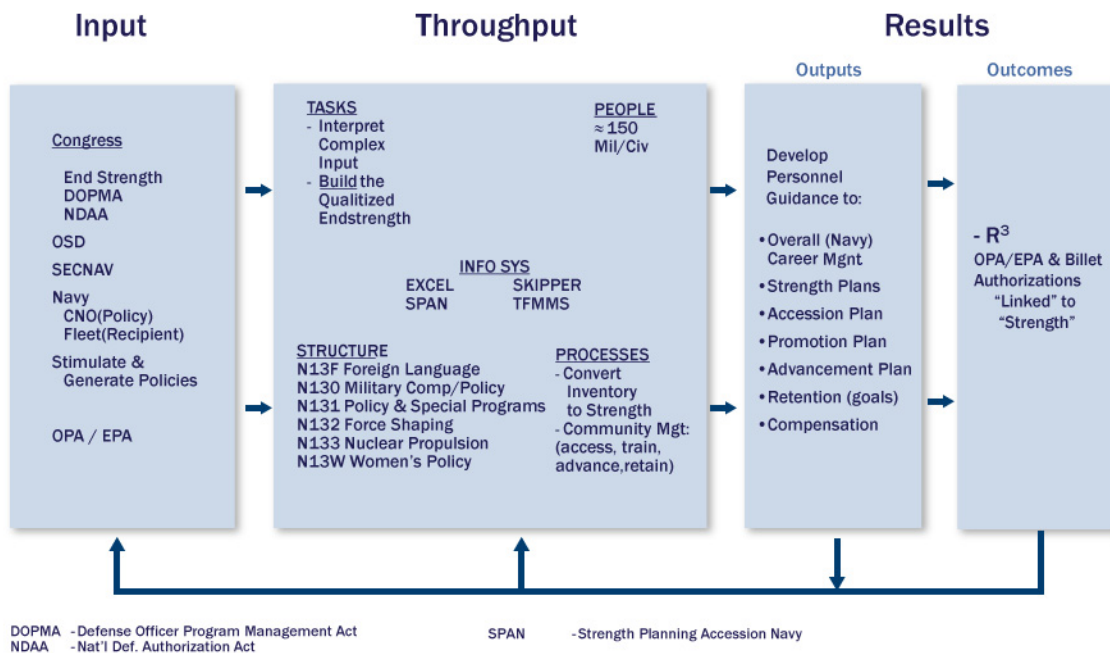 Input
Throughput
Results
Outputs
Outcomes
Congress
End Strength
DOPMA
NDAA
OSD
SECNAV
Navy
CNO(Policy)
Fleet(Recipient)
Stimulate &
Generate Policies
OPA / EPA
TASKS
- Interpret
Complex
Input
- Build the
Qualitized
Endstrength
PEOPLE
≈ 150
Mil/Civ
INFO SYS
EXCEL SKIPPER
SPAN TFMMS
STRUCTURE
N13F Foreign Language
N130 Military Comp/Policy
N131 Policy & Special Programs
N132 Force Shaping
N133 Nuclear Propulsion
N13W Women's Policy
PROCESSES
- Convert
Inventory
to Strength
- Community Mgt:
(access, train,
advance,retain)
Develop
Personnel
Guidance to:
• Overall (Navy)
Career Mgnt
• Strength Plans
• Accession Plan
• Promotion Plan
• Advancement Plan
• Retention (goals)
• Compensation
- R³
OPA/EPA & Billet
Authorizations
"Linked" to
"Strength"
DOPMA - Defense Officer Program Management Act
NDAA - Nat'l Def. Authorization Act
SPAN - Strength Planning Accession Navy